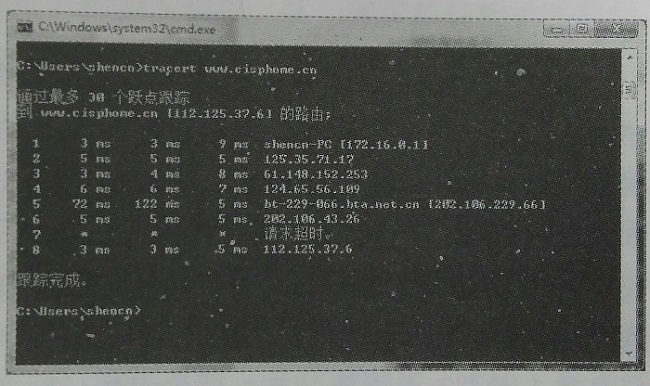 C:\Windows\system32\cmd.exe
C:\Users\shencn>tracert www.cisphome.cn
通过最多 30 个跃点跟踪
到 www.cisphome.cn [112.125.37.6] 的路由:
1 3 ms 3 ms 9 ms shencn-PC [172.16.0.1]
2 5 ms 5 ms 5 ms 125.35.71.17
3 3 ms 4 ms 8 ms 61.148.152.253
4 6 ms 6 ms 7 ms 124.65.56.109
5 72 ms 122 ms 5 ms bt-229-066.bta.net.cn [202.106.229.66]
6 5 ms 5 ms 5 ms 202.106.43.26
7 * * * 请求超时。
8 3 ms 3 ms 5 ms 112.125.37.6
跟踪完成。
C:\Users\shencn>